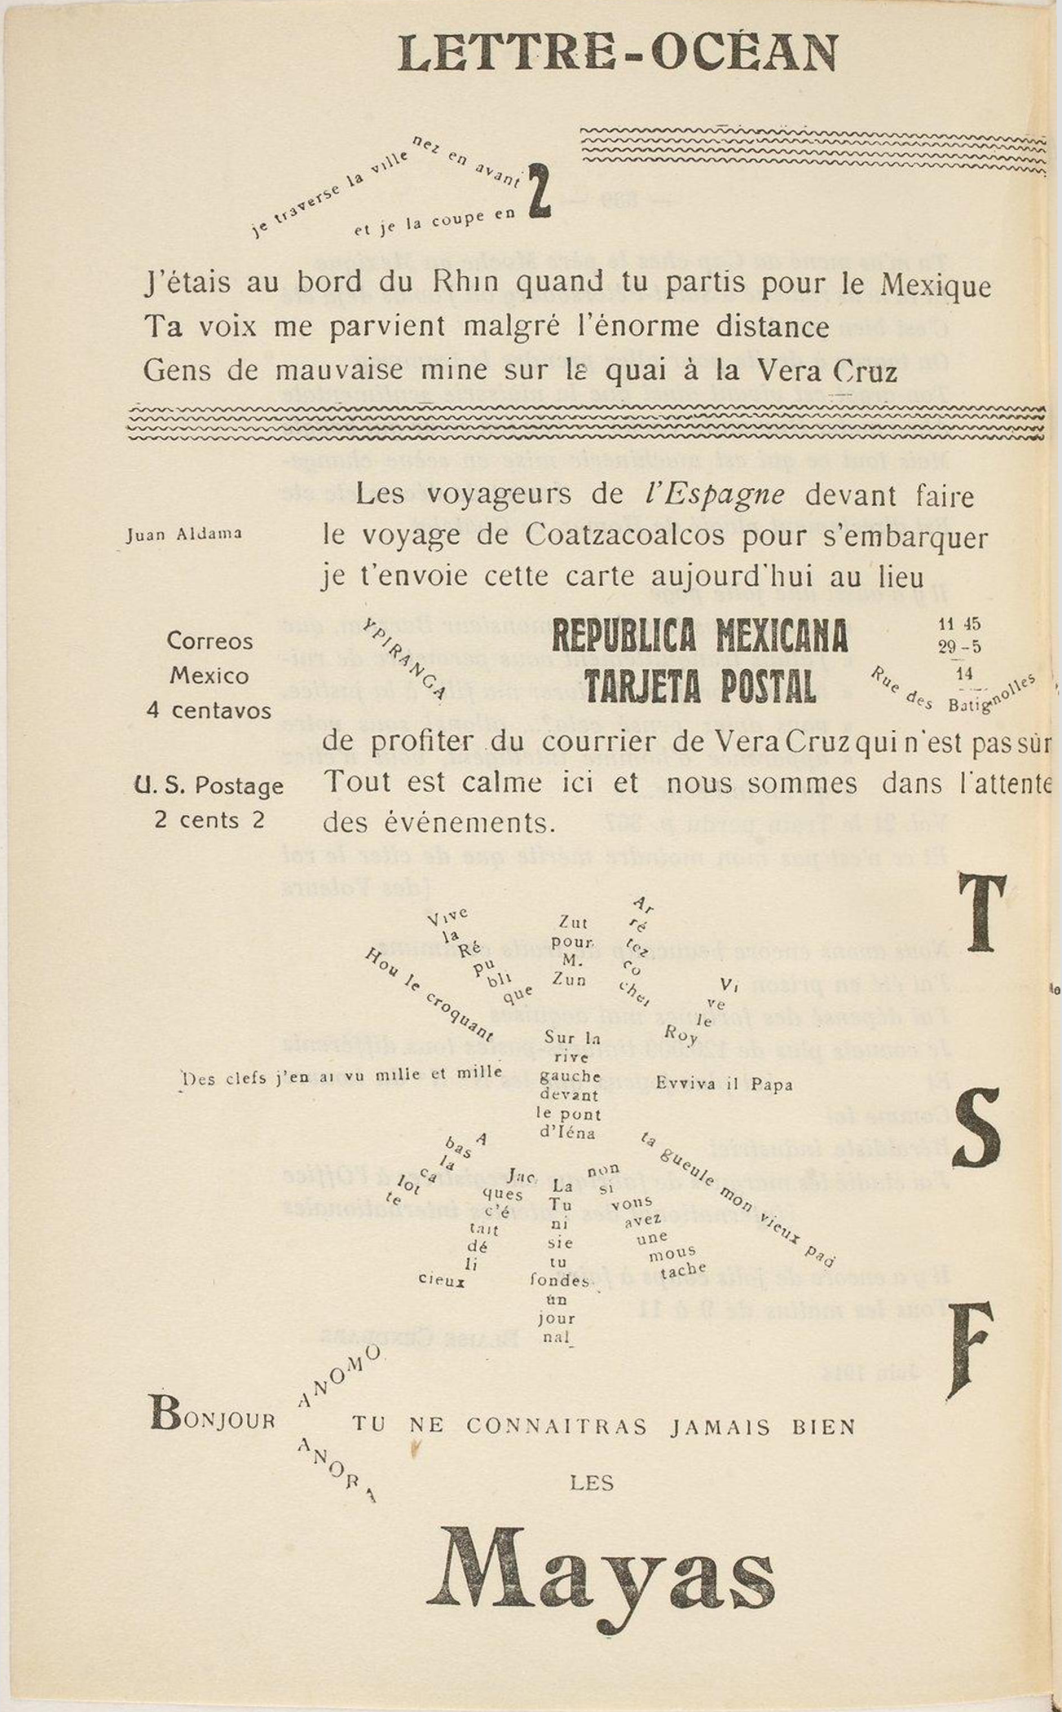 LETTRE-OCÉAN
je traverse la ville
nez en avant
et je la coupe en 2
J'étais au bord du Rhin quand tu partis pour le Mexique
Ta voix me parvient malgré l'énorme distance
Gens de mauvaise mine sur le quai à la Vera Cruz
Les voyageurs de l'Espagne devant faire
Juan Aldama
le voyage de Coatzacoalcos pour s'embarquer
je t'envoie cette carte aujourd'hui au lieu
Correos
Mexico
4 centavos
YPIRANGA
REPUBLICA MEXICANA
TARJETA POSTAL
11 45
29-5
14
Rue des Batignolles
de profiter du courrier de Vera Cruz qui n'est pas sûr
U. S. Postage
2 cents 2
Tout est calme ici et nous sommes dans l'attente
des événements.
T
S
F
Vive
la
Ré
pu
bli
que
Hou le croquant
Zut
pour
M.
Zun
Ar
rê
tez
co
cher
Vi
ve
le
Roy
Des clefs j'en ai vu mille et mille
Sur la
rive
gauche
devant
le pont
d'Iéna
Evviva il Papa
A
bas
la
ca
lot
te
Jac
ques
c'é
tait
dé
li
cieux
La
Tu
ni
sie
tu
fondes
un
jour
nal
non
si
vous
avez
une
mous
tache
ta gueule mon vieux pad
BONJOUR
ANOMO
ANORA
TU NE CONNAITRAS JAMAIS BIEN
LES
Mayas